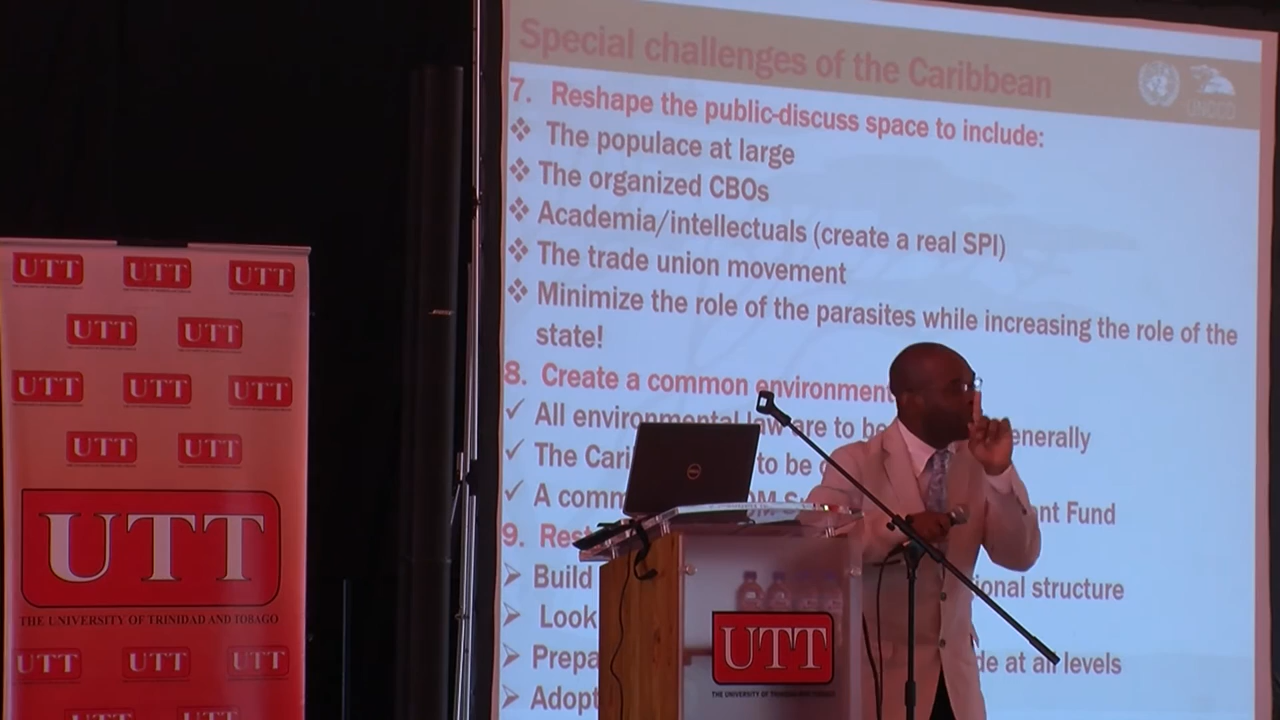 Special challenges of the Caribbean
UNCCD
7. Reshape the public-discuss space to include:
The populace at large
The organized CBOs
Academia/intellectuals (create a real SPI)
The trade union movement
Minimize the role of the parasites while increasing the role of the
state!
8. Create a common environment
All environmental law are to be enerally
The Cari to be
A comm nt Fund
9. Res
Build ional structure
Look
Prepa de at all levels
Adopt
UTT UTT UTT
UTT UTT
UTT UTT UTT
UTT UTT
UTT
THE UNIVERSITY OF TRINIDAD AND TOBAGO
UTT UTT UTT
UTT UTT
DELL
UTT
THE UNIVERSITY OF TRINIDAD AND TOBAGO